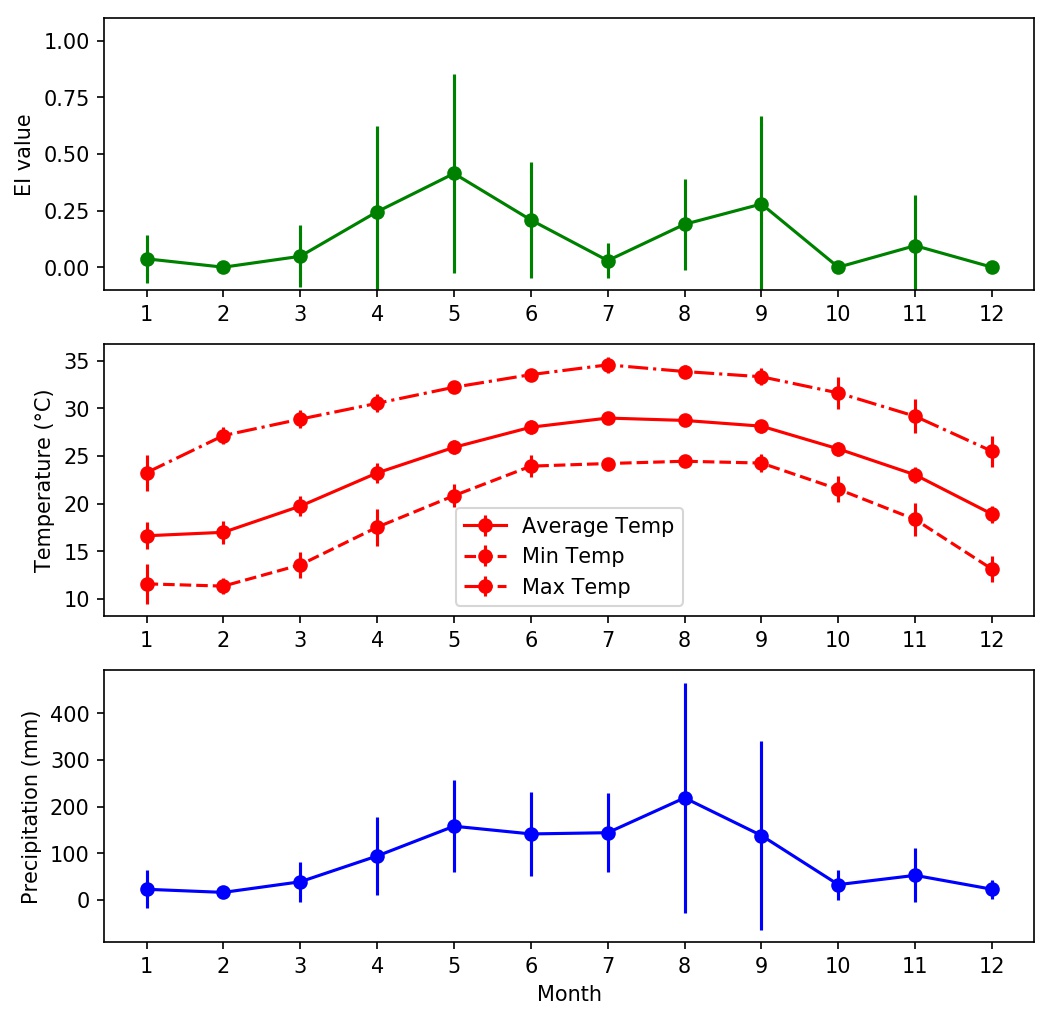 EI value
1.00
0.75
0.50
0.25
0.00
1 2 3 4 5 6 7 8 9 10 11 12
Temperature (°C)
35
30
25
20
15
10
Average Temp
Min Temp
Max Temp
1 2 3 4 5 6 7 8 9 10 11 12
Precipitation (mm)
400
300
200
100
0
1 2 3 4 5 6 7 8 9 10 11 12
Month